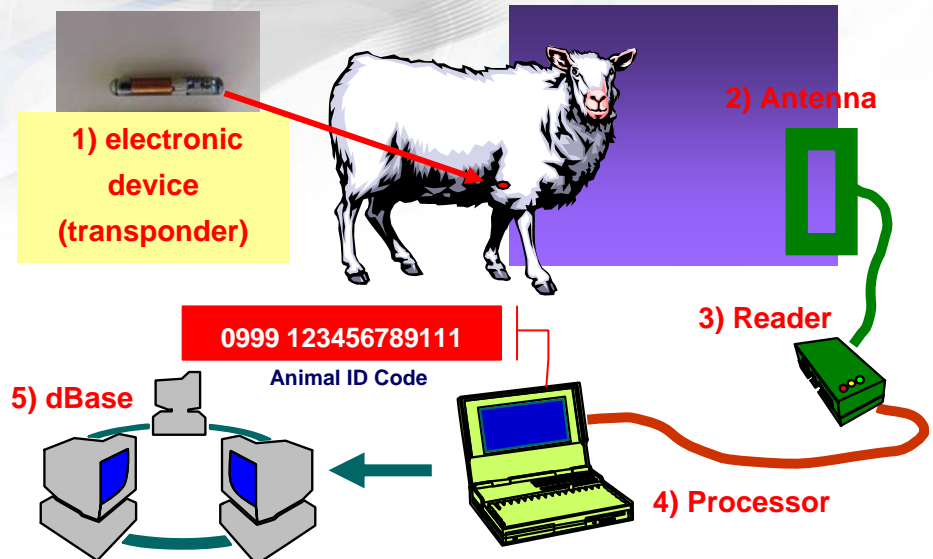 1) electronic
device
(transponder)
2) Antenna
3) Reader
0999 123456789111
Animal ID Code
5) dBase
4) Processor